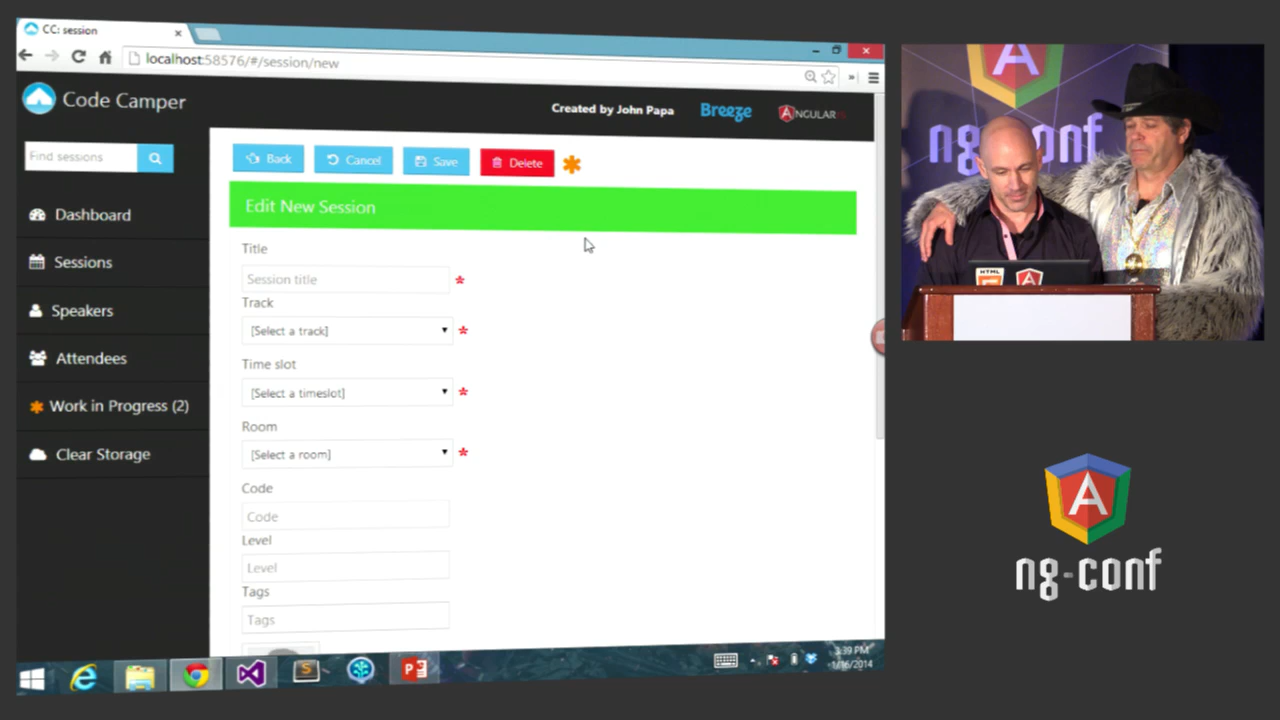 CC: session
localhost:58576/#/session/new
Code Camper
Created by John Papa
Breeze
ANGULARJS
Find sessions
Back
Cancel
Save
Delete
Dashboard
Sessions
Speakers
Attendees
Work in Progress (2)
Clear Storage
Edit New Session
Title
Session title
Track
[Select a track]
Time slot
[Select a timeslot]
Room
[Select a room]
Code
Code
Level
Level
Tags
Tags
3:39 PM
1/16/2014
ng-conf
HTML
A
A
ng-conf